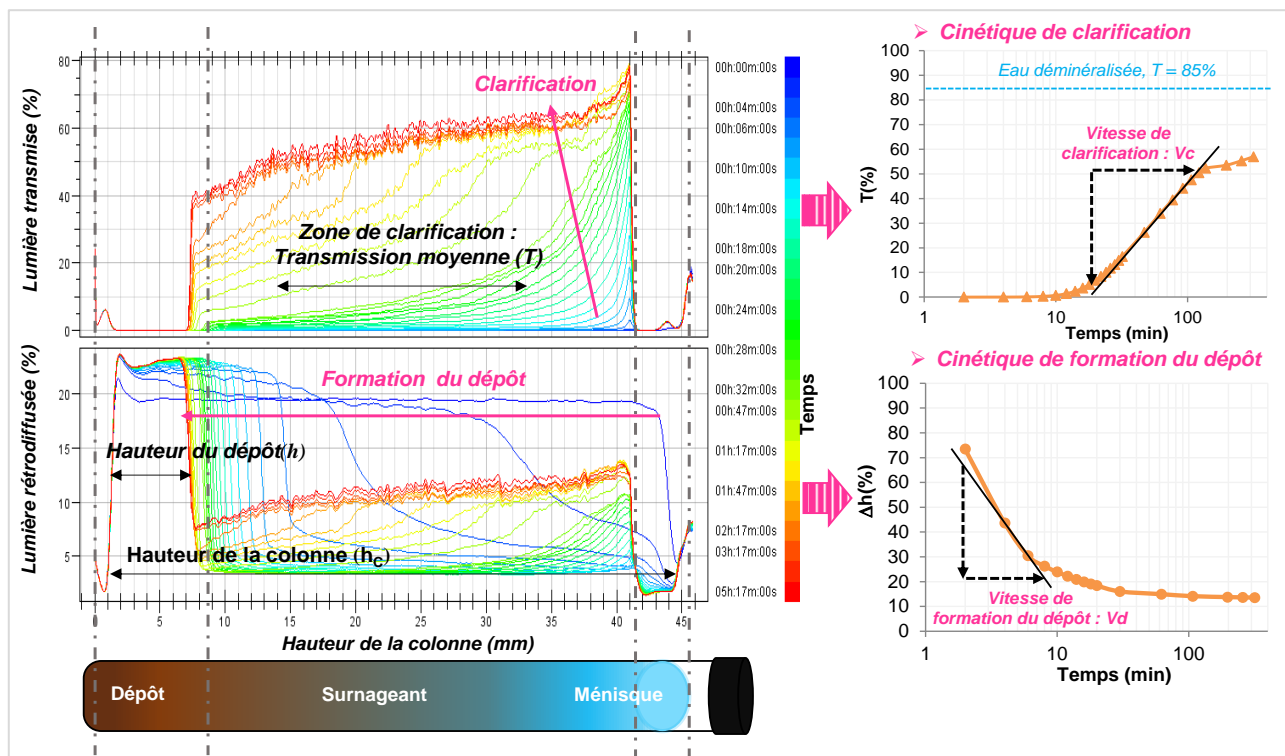 Lumière transmise (%)
80
60
40
20
0
Clarification
Zone de clarification :
Transmission moyenne (T)
Lumière rétrodiffusée (%)
20
15
10
5
Formation du dépôt
Hauteur du dépôt(h)
Hauteur de la colonne (hC)
0
5
10
15
20
25
30
35
40
45
Hauteur de la colonne (mm)
Dépôt
Surnageant
Ménisque
00h:00m:00s
00h:04m:00s
00h:06m:00s
00h:10m:00s
00h:14m:00s
00h:18m:00s
00h:20m:00s
00h:24m:00s
00h:28m:00s
00h:32m:00s
00h:47m:00s
01h:17m:00s
01h:47m:00s
02h:17m:00s
03h:17m:00s
05h:17m:00s
Temps
➢ Cinétique de clarification
T(%)
100
90
80
70
60
50
40
30
20
10
0
Eau déminéralisée, T = 85%
Vitesse de
clarification : Vc
1
10
100
Temps (min)
➢ Cinétique de formation du dépôt
Δh(%)
100
90
80
70
60
50
40
30
20
10
0
Vitesse de
formation du dépôt : Vd
1
10
100
Temps (min)